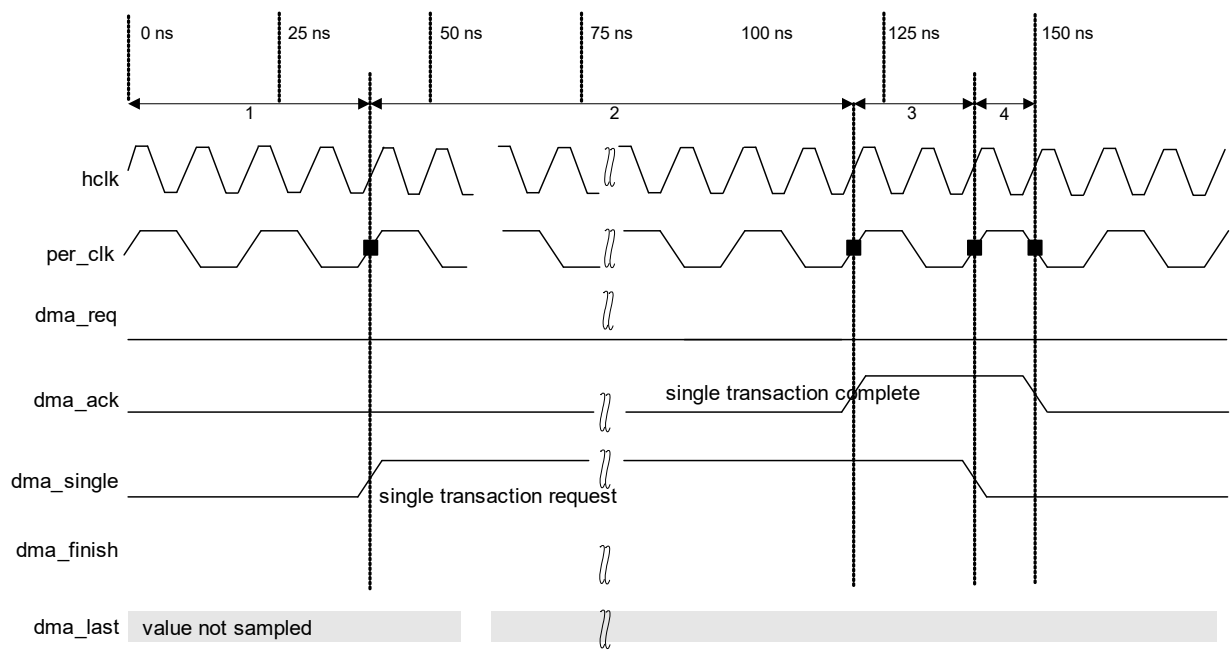 0 ns 25 ns 50 ns 75 ns 100 ns 125 ns 150 ns
1 2 3 4
hclk
per_clk
dma_req
dma_ack single transaction complete
dma_single
single transaction request
dma_finish
dma_last value not sampled